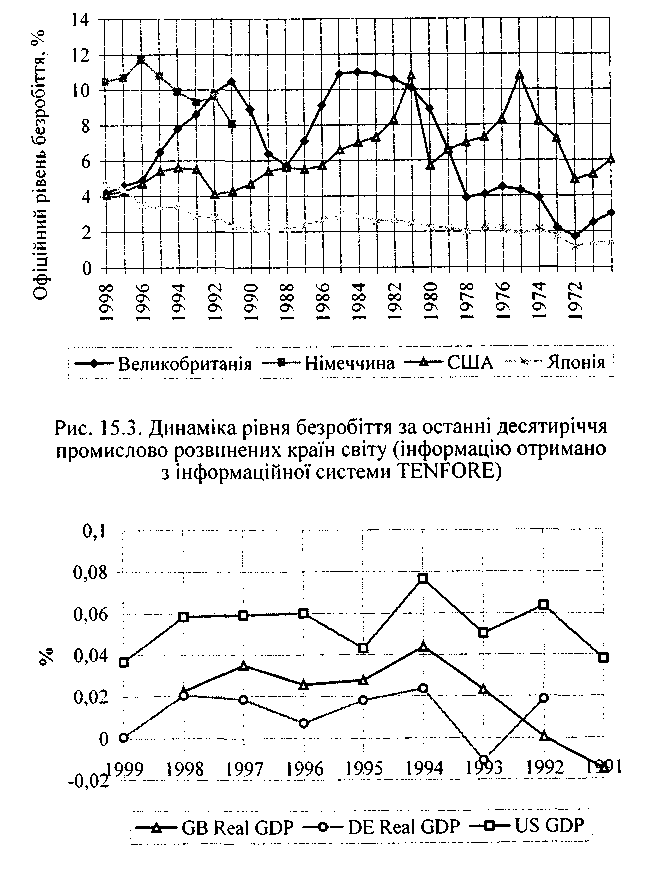 14
12
10
8
6
4
2
0
Офіційний рівень безробіття, %
1998 1996 1994 1992 1990 1988 1986 1984 1982 1980 1978 1976 1974 1972
Великобританія Німеччина США Японія
Рис. 15.3. Динаміка рівня безробіття за останні десятиріччя
промислово розвинених країн світу (інформацію отримано
з інформаційної системи TENFORE)
0,1
0,08
0,06
0,04
0,02
0
-0,02
%
1999 1998 1997 1996 1995 1994 1993 1992 1991
GB Real GDP DE Real GDP US GDP